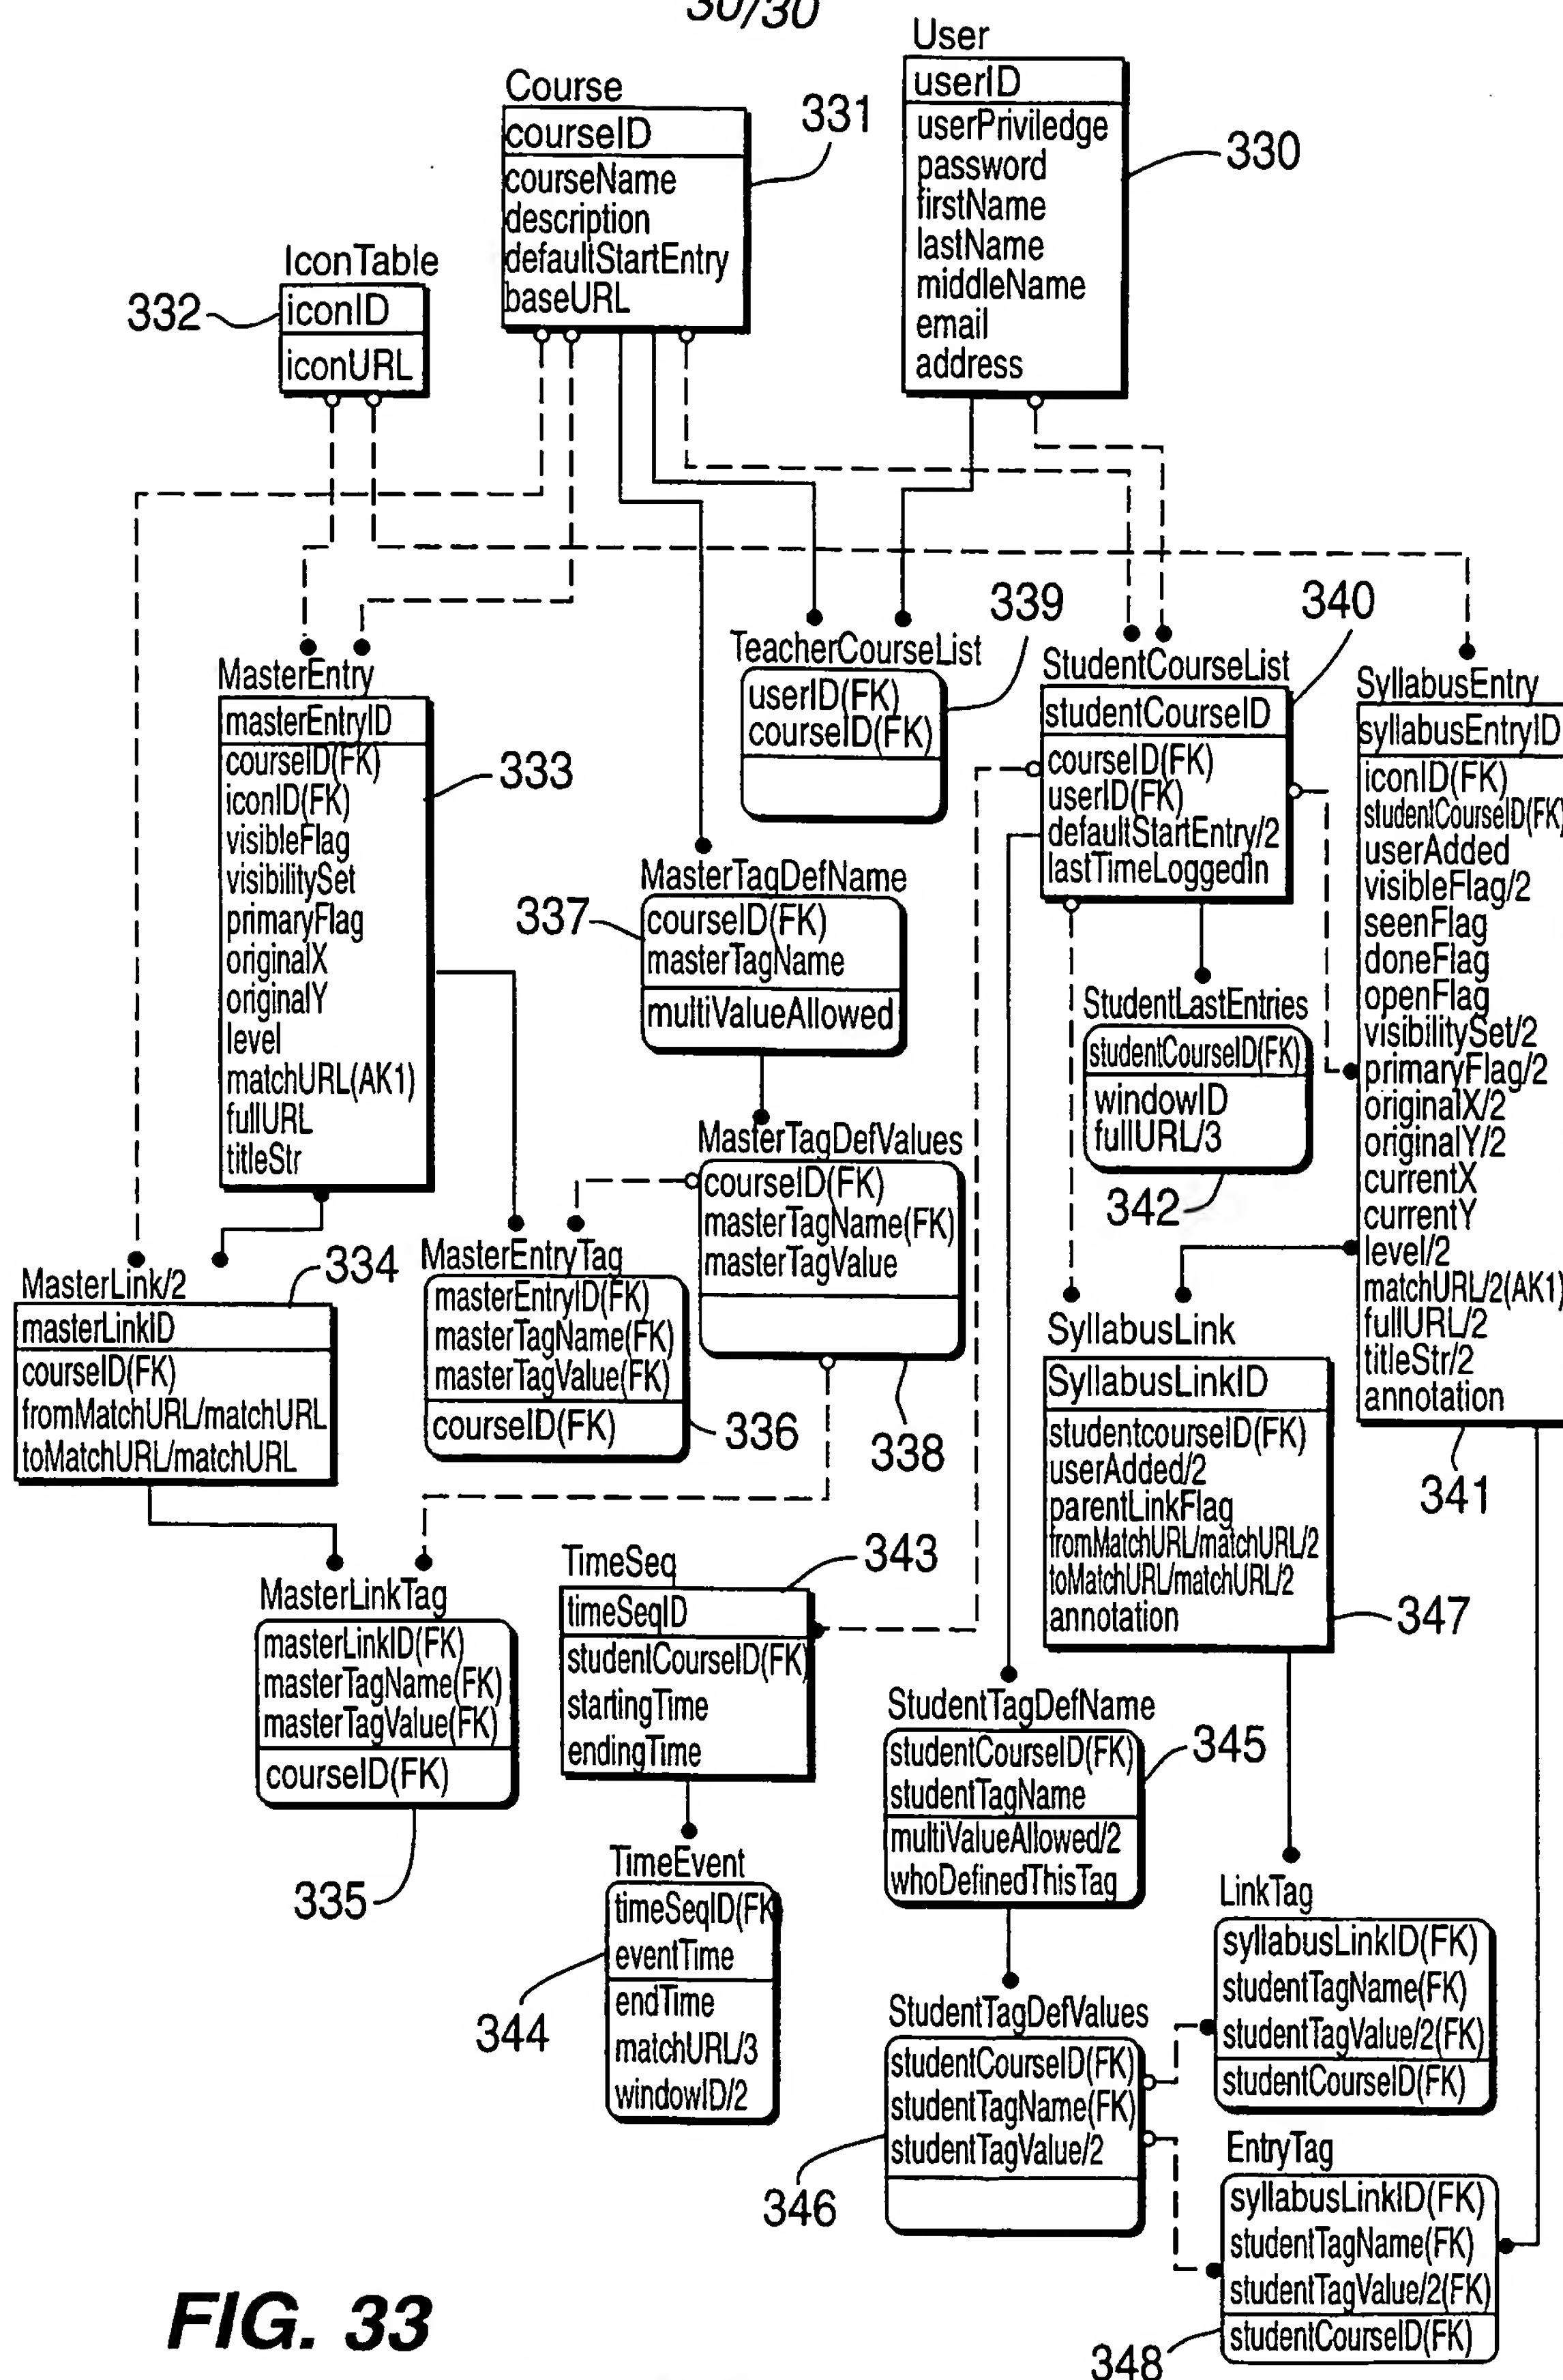 30/30
User
userID
userPriviledge
password
firstName
lastName
middleName
email
address
330
Course
courseID
courseName
description
defaultStartEntry
baseURL
331
IconTable
iconID
iconURL
332
MasterEntry
masterEntryID
courseID(FK)
iconID(FK)
visibleFlag
visibilitySet
primaryFlag
originalX
originalY
level
matchURL(AK1)
fullURL
titleStr
333
TeacherCourseList
userID(FK)
courseID(FK)
339
StudentCourseList
studentCourseID
courseID(FK)
userID(FK)
defaultStartEntry/2
lastTimeLoggedIn
340
SyllabusEntry
syllabusEntryID
iconID(FK)
studentCourseID(FK)
userAdded
visibleFlag/2
seenFlag
doneFlag
openFlag
visibilitySet/2
primaryFlag/2
originalX/2
originalY/2
currentX
currentY
level/2
matchURL/2(AK1)
fullURL/2
titleStr/2
annotation
341
MasterTagDefName
courseID(FK)
masterTagName
multiValueAllowed
337
StudentLastEntries
studentCourseID(FK)
windowID
fullURL/3
342
MasterTagDefValues
courseID(FK)
masterTagName(FK)
masterTagValue
338
MasterLink/2
masterLinkID
courseID(FK)
fromMatchURL/matchURL
toMatchURL/matchURL
334
MasterEntryTag
masterEntryID(FK)
masterTagName(FK)
masterTagValue(FK)
courseID(FK)
336
SyllabusLink
SyllabusLinkID
studentcourseID(FK)
userAdded/2
parentLinkFlag
fromMatchURL/matchURL/2
toMatchURL/matchURL/2
annotation
347
MasterLinkTag
masterLinkID(FK)
masterTagName(FK)
masterTagValue(FK)
courseID(FK)
335
TimeSeq
timeSeqID
studentCourseID(FK)
startingTime
endingTime
343
TimeEvent
timeSeqID(FK)
eventTime
endTime
matchURL/3
windowID/2
344
StudentTagDefName
studentCourseID(FK)
studentTagName
multiValueAllowed/2
whoDefinedThisTag
345
StudentTagDefValues
studentCourseID(FK)
studentTagName(FK)
studentTagValue/2
346
LinkTag
syllabusLinkID(FK)
studentTagName(FK)
studentTagValue/2(FK)
studentCourseID(FK)
EntryTag
syllabusLinkID(FK)
studentTagName(FK)
studentTagValue/2(FK)
studentCourseID(FK)
348
FIG. 33